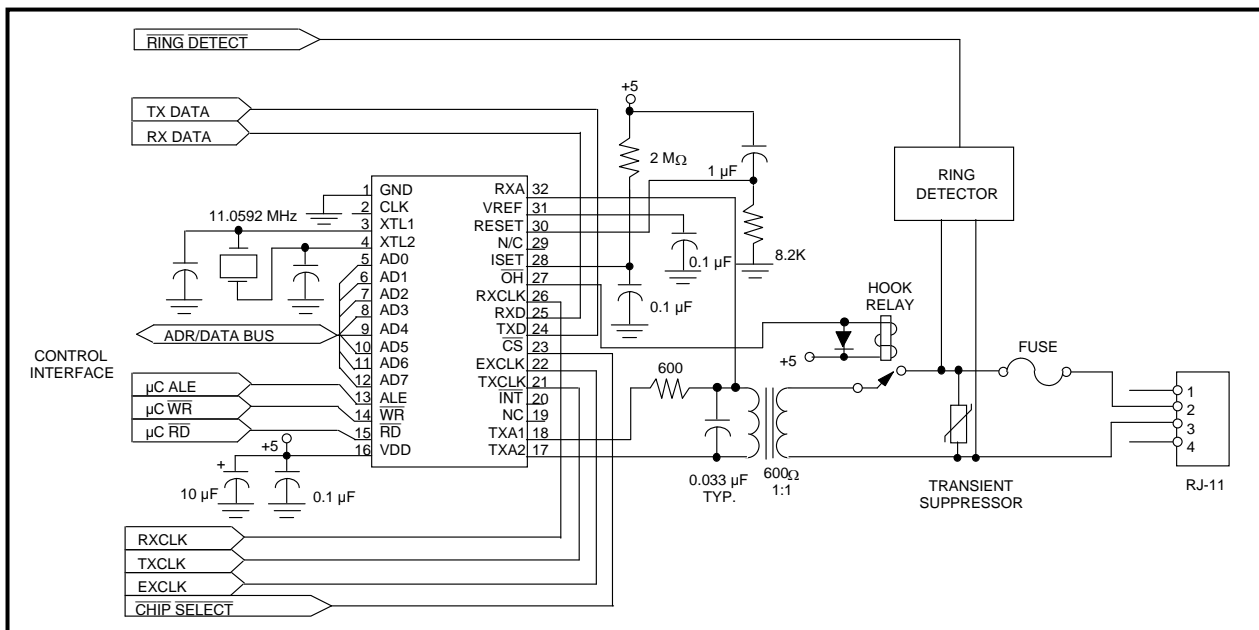 RING DETECT
TX DATA
RX DATA
+5
2 MΩ
1 µF
8.2K
0.1 µF
0.1 µF
RING
DETECTOR
11.0592 MHz
1 GND
2 CLK
3 XTL1
4 XTL2
5 AD0
6 AD1
7 AD2
8 AD3
9 AD4
10 AD5
11 AD6
12 AD7
13 ALE
14 WR
15 RD
16 VDD
RXA 32
VREF 31
RESET 30
N/C 29
ISET 28
OH 27
RXCLK 26
RXD 25
TXD 24
CS 23
EXCLK 22
TXCLK 21
INT 20
NC 19
TXA1 18
TXA2 17
ADR/DATA BUS
CONTROL
INTERFACE
µC ALE
µC WR
µC RD
+5
10 µF
+
0.1 µF
HOOK
RELAY
+5
FUSE
600
0.033 µF
TYP.
600Ω
1:1
TRANSIENT
SUPPRESSOR
1
2
3
4
RJ-11
RXCLK
TXCLK
EXCLK
CHIP SELECT